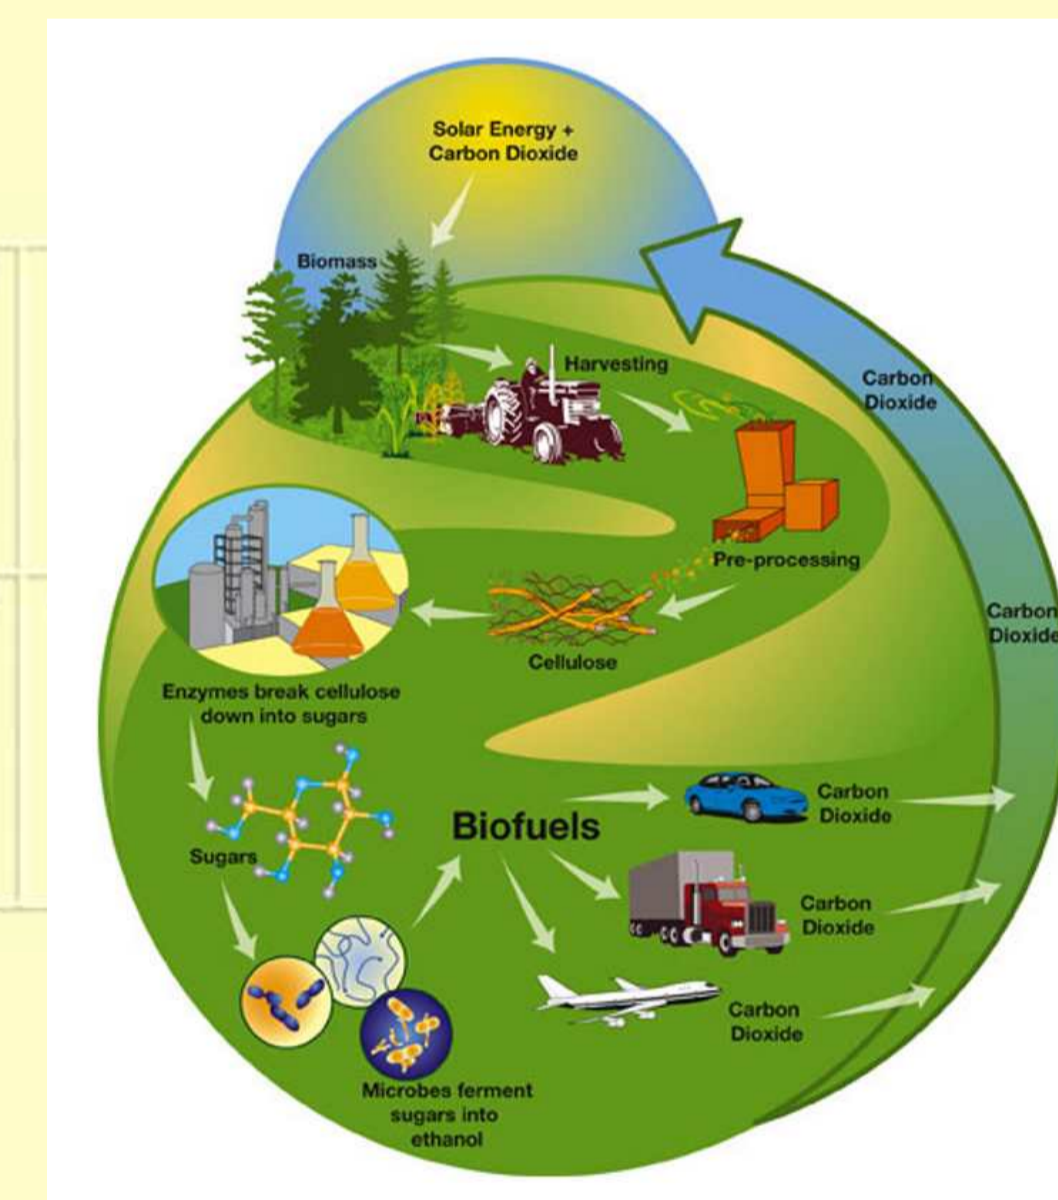 Solar Energy +
Carbon Dioxide
Biomass
Harvesting
Carbon
Dioxide
Pre-processing
Carbon
Dioxide
Cellulose
Enzymes break cellulose
down into sugars
Sugars
Biofuels
Carbon
Dioxide
Carbon
Dioxide
Carbon
Dioxide
Microbes ferment
sugars into
ethanol